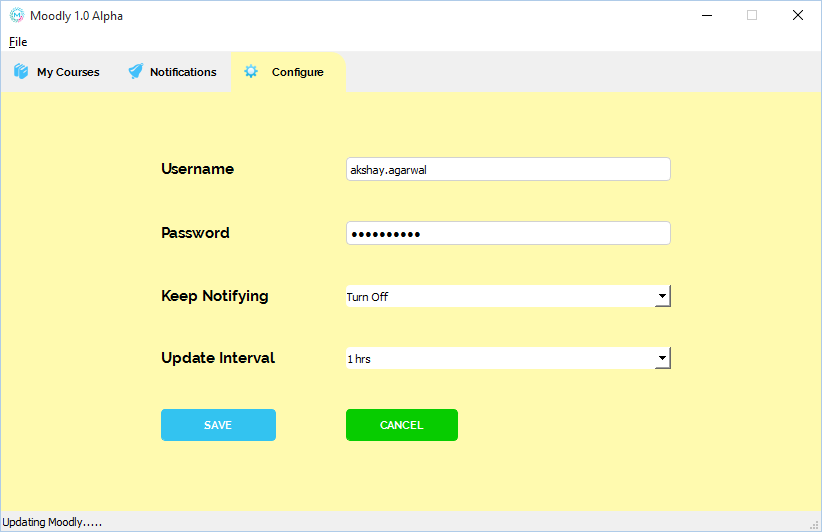 Moodly 1.0 Alpha
File
My Courses Notifications Configure
Username akshay.agarwal
Password ••••••••••
Keep Notifying Turn Off
Update Interval 1 hrs
SAVE CANCEL
Updating Moodly.....